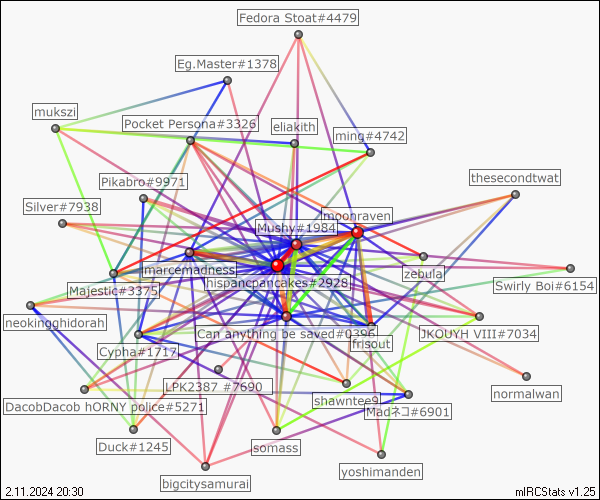 Fedora Stoat#4479
Eg.Master#1378
mukszi
Pocket Persona#3326
eliakith
ming#4742
Pikabro#9971
thesecondtwat
Silver#7938
moonraven
Mushy#1984
marcemadness
zebula
Majestic#3375
hispancpancakes#2928
Swirly Boi#6154
neokingghidorah
Can anything be saved#0396
JKOUYH VIII#7034
Cypha#1717
frisout
LPK2387 #7690
normalwan
DacobDacob hORNY police#5271
Shawntee9
Madネコ#6901
Duck#1245
somass
yoshimanden
bigcitysamurai
2.11.2024 20:30
mIRCStats v1.25